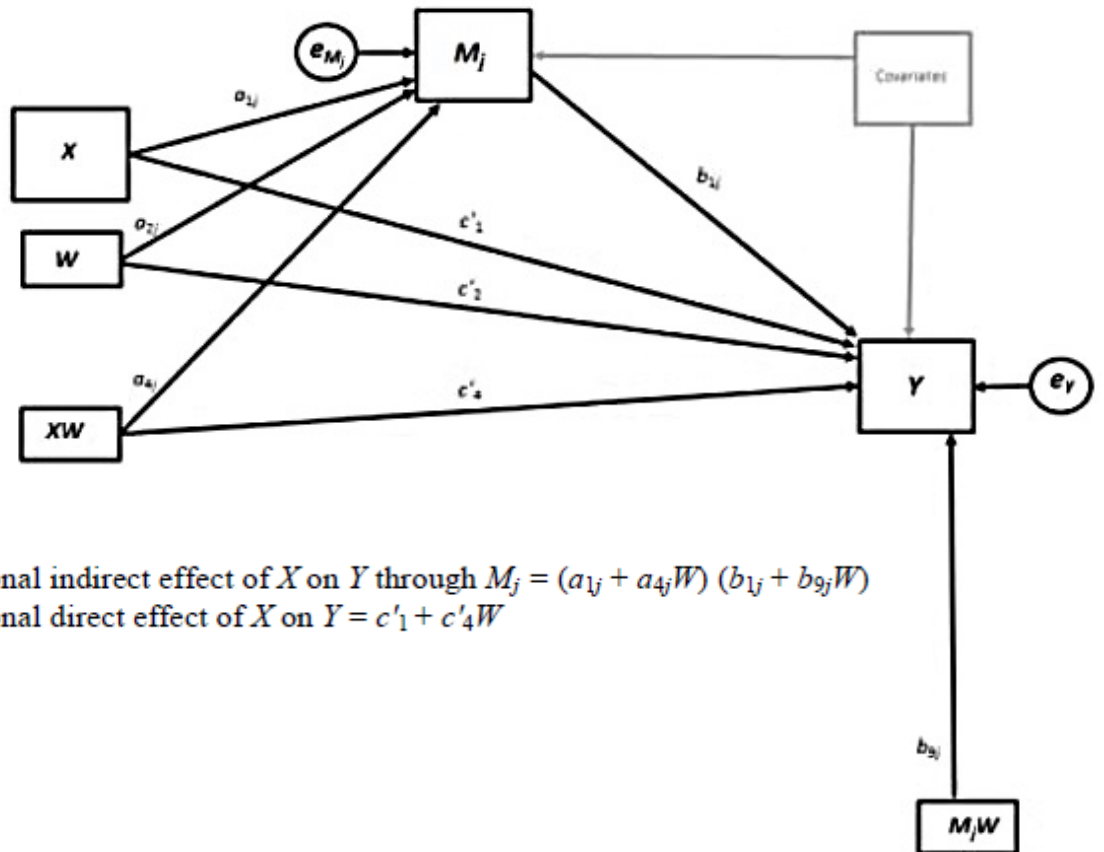 e_Mj
M_i
Covariates
a_1j
X
b_1j
a_2j
c'_1
W
c'_2
a_4j
c'_4
Y
e_Y
XW
nal indirect effect of X on Y through M_j = (a_1j + a_4jW) (b_1j + b_9jW)
nal direct effect of X on Y = c'_1 + c'_4W
b_9j
M_jW